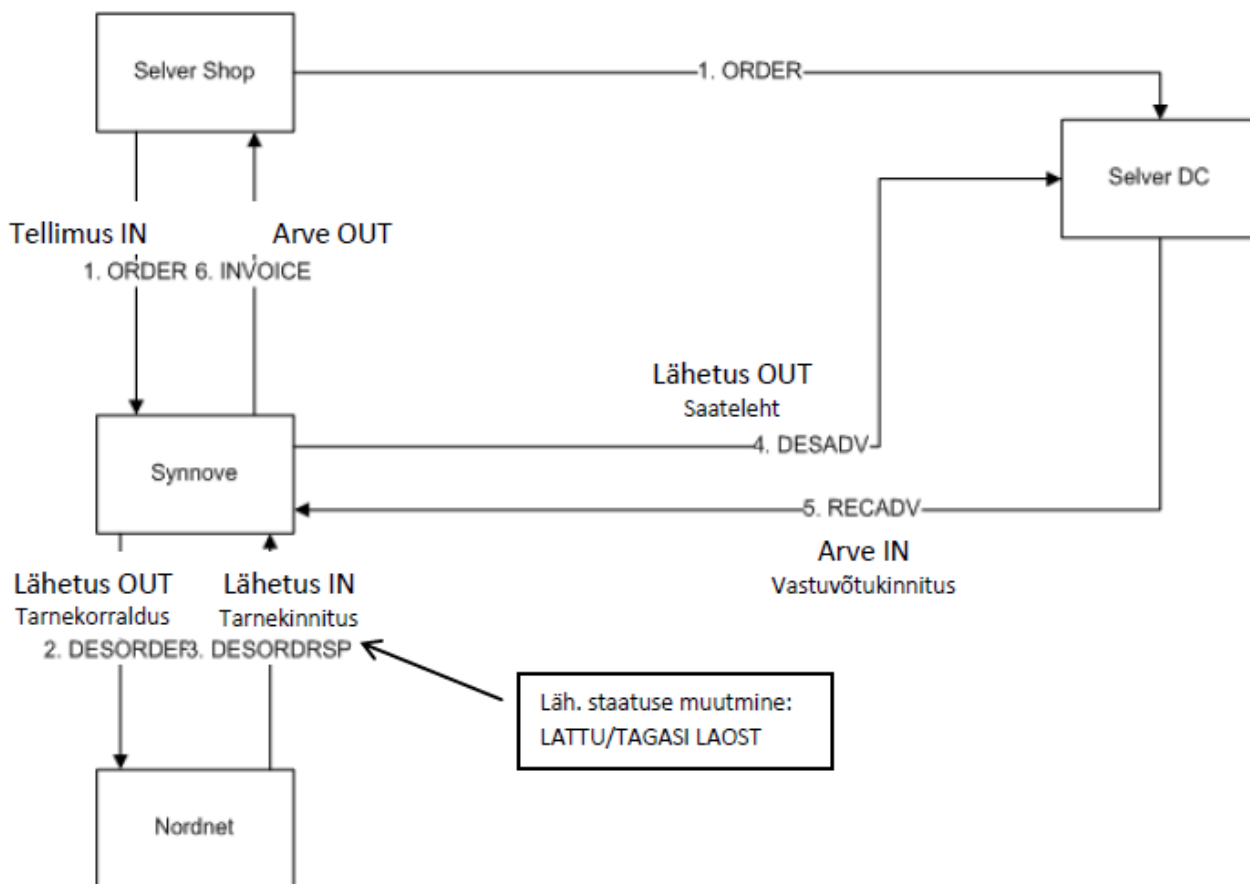 Selver Shop
1. ORDER
Selver DC
Tellimus IN
Arve OUT
1. ORDER 6. INVOICE
Lähetus OUT
Saateleht
4. DESADV
Synnove
5. RECADV
Arve IN
Vastuvõtukinnitus
Lähetus OUT
Tarnekorraldus
Lähetus IN
Tarnekinnitus
2. DESORDEF3. DESORDRSP
Läh. staatuse muutmine:
LATTU/TAGASI LAOST
Nordnet